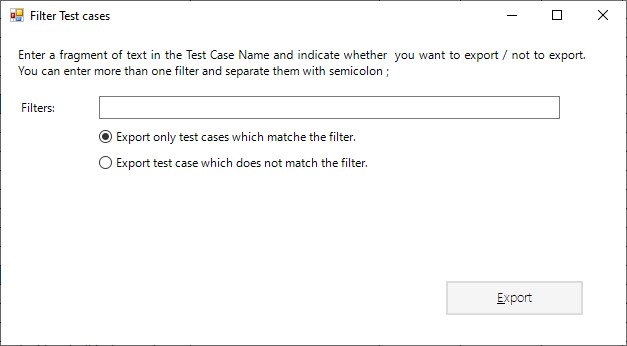 Filter Test cases
Enter a fragment of text in the Test Case Name and indicate whether  you want to export / not to export.
You can enter more than one filter and separate them with semicolon ;
Filters:
Export only test cases which matche the filter.
Export test case which does not match the filter.
Export